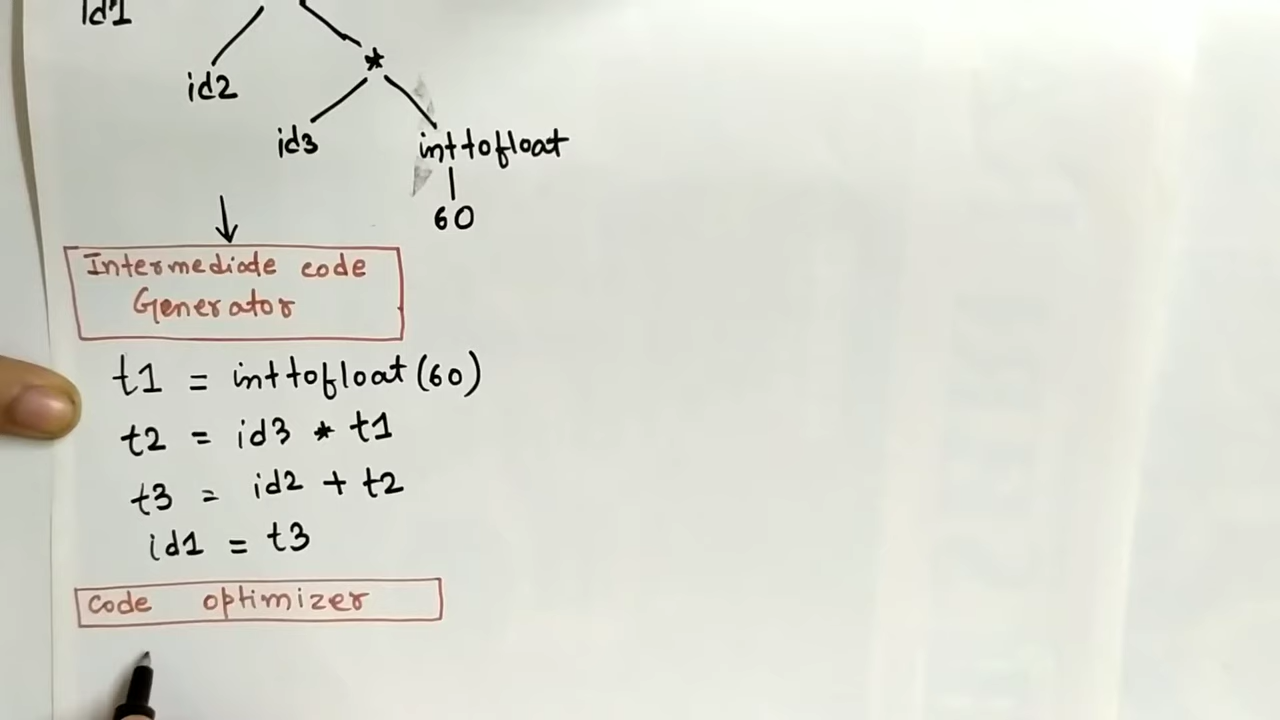 id1
id2
*
id3
inttofloat
60
Intermediate code
Generator
t1 = inttofloat(60)
t2 = id3 * t1
t3 = id2 + t2
id1 = t3
code optimizer